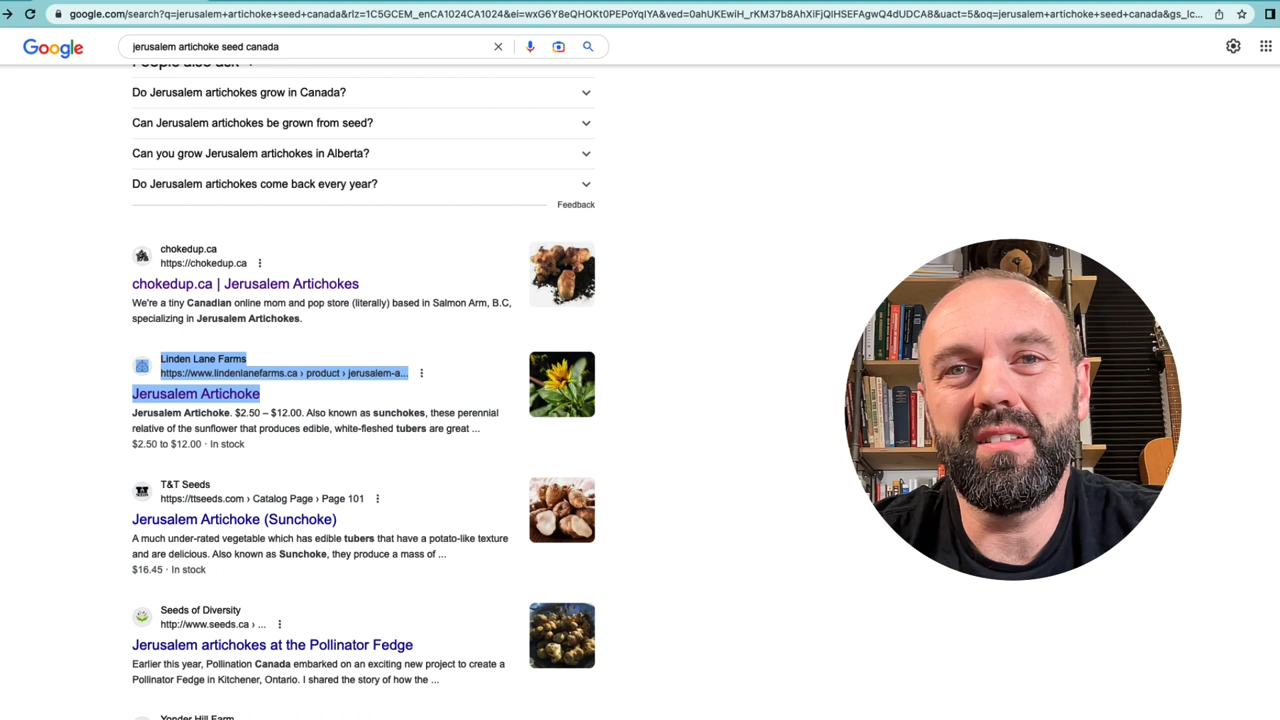 google.com/search?q=jerusalem+artichoke+seed+canada&rlz=1C5GCEM_enCA1024CA1024&ei=wxG6Y8eQHOKt0PEPoYqIYA&ved=0ahUKEwiH_rKM37b8AhXiFjQIHSEFAgwQ4dUDCA8&uact=5&oq=jerusalem+artichoke+seed+canada&gs_lc...
Google
jerusalem artichoke seed canada
People also ask
Do Jerusalem artichokes grow in Canada?
Can Jerusalem artichokes be grown from seed?
Can you grow Jerusalem artichokes in Alberta?
Do Jerusalem artichokes come back every year?
Feedback
chokedup.ca
https://chokedup.ca
chokedup.ca | Jerusalem Artichokes
We're a tiny Canadian online mom and pop store (literally) based in Salmon Arm, B.C,
specializing in Jerusalem Artichokes.
Linden Lane Farms
https://www.lindenlanefarms.ca › product › jerusalem-a...
Jerusalem Artichoke
Jerusalem Artichoke. $2.50 – $12.00. Also known as sunchokes, these perennial
relative of the sunflower that produces edible, white-fleshed tubers are great ...
$2.50 to $12.00 · In stock
T&T Seeds
https://ttseeds.com › Catalog Page › Page 101
Jerusalem Artichoke (Sunchoke)
A much under-rated vegetable which has edible tubers that have a potato-like texture
and are delicious. Also known as Sunchoke, they produce a mass of ...
$16.45 · In stock
Seeds of Diversity
http://www.seeds.ca › ...
Jerusalem artichokes at the Pollinator Fedge
Earlier this year, Pollination Canada embarked on an exciting new project to create a
Pollinator Fedge in Kitchener, Ontario. I shared the story of how the ...
Yonder Hill Farm